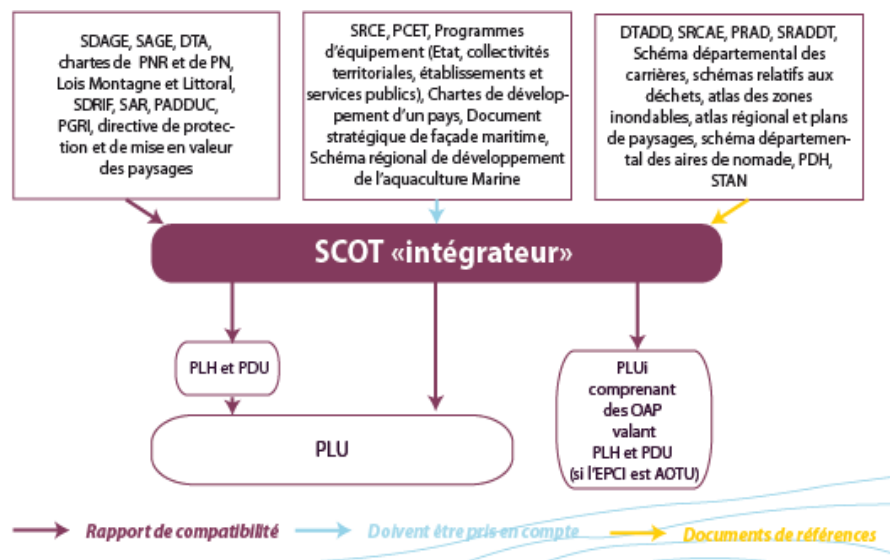 SDAGE, SAGE, DTA,
chartes de PNR et de PN,
Lois Montagne et Littoral,
SDRIF, SAR, PADDUC,
PGRI, directive de protec-
tion et de mise en valeur
des paysages
SRCE, PCET, Programmes
d'équipement (Etat, collectivités
territoriales, établissements et
services publics), Chartes de dévelop-
pement d'un pays, Document
stratégique de façade maritime,
Schéma régional de développement
de l'aquaculture Marine
DTADD, SRCAE, PRAD, SRADDT,
Schéma départemental des
carrières, schémas relatifs aux
déchets, atlas des zones
inondables, atlas régional et plans
de paysages, schéma départemen-
tal des aires de nomade, PDH,
STAN
SCOT «intégrateur»
PLH et PDU
PLU
PLUi
comprenant
des OAP
valant
PLH et PDU
(si l'EPCI est AOTU)
Rapport de compatibilité
Doivent être pris en compte
Documents de références